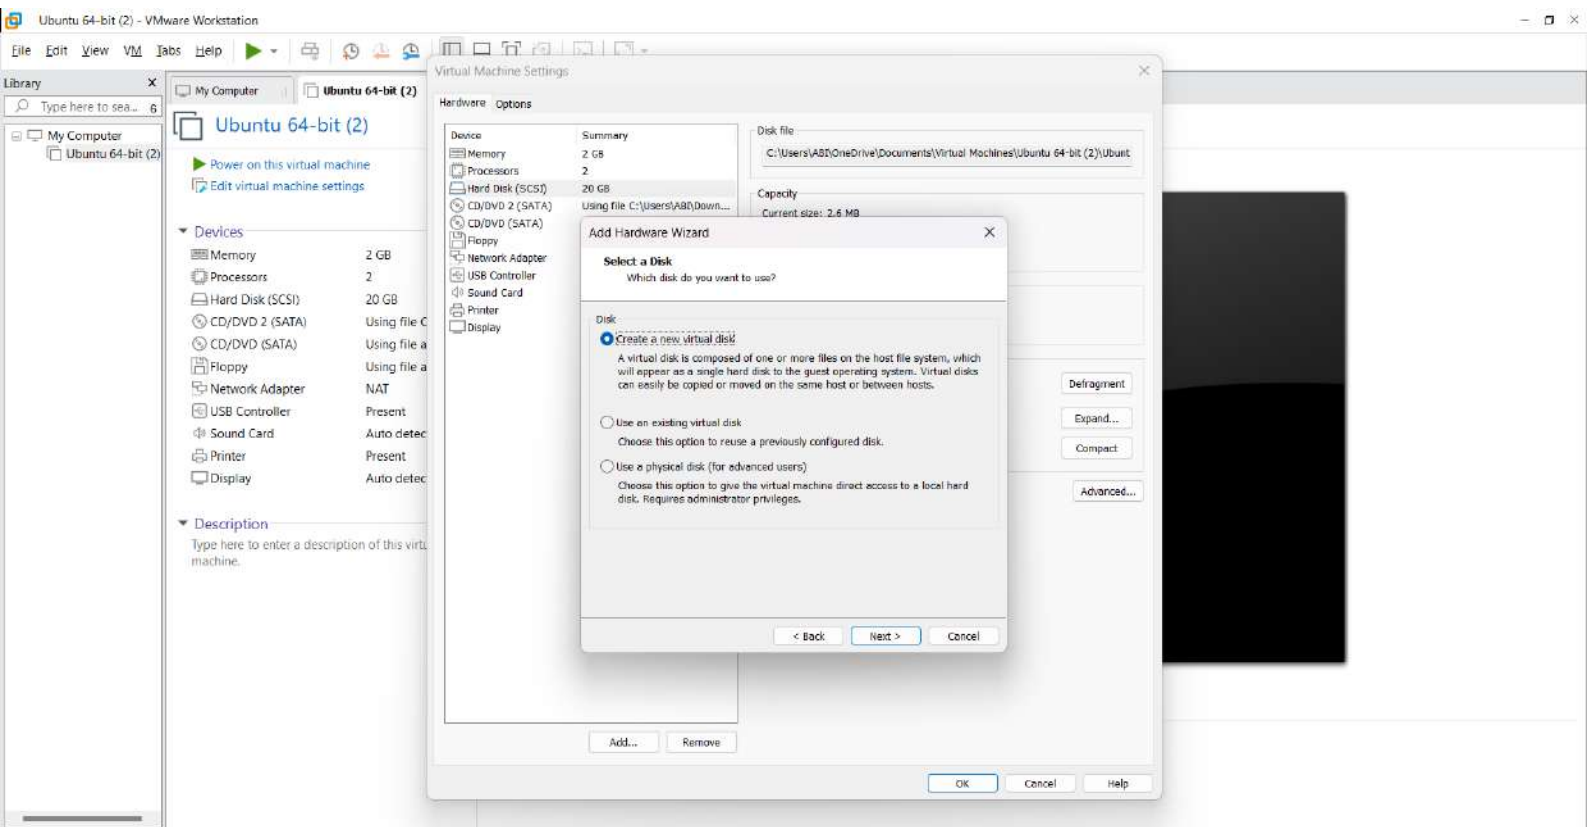 Ubuntu 64-bit (2) - VMware Workstation
File Edit View VM Tabs Help
Library X
Type here to sea... 6
My Computer
Ubuntu 64-bit (2)
My Computer
Ubuntu 64-bit (2)
Ubuntu 64-bit (2)
Power on this virtual machine
Edit virtual machine settings
Devices
Memory 2 GB
Processors 2
Hard Disk (SCSI) 20 GB
CD/DVD 2 (SATA) Using file C
CD/DVD (SATA) Using file a
Floppy Using file a
Network Adapter NAT
USB Controller Present
Sound Card Auto detec
Printer Present
Display Auto detec
Description
Type here to enter a description of this virtu
machine.
Virtual Machine Settings
Hardware Options
Device Summary
Memory 2 GB
Processors 2
Hard Disk (SCSI) 20 GB
CD/DVD 2 (SATA) Using file C:\Users\ABI\Down...
CD/DVD (SATA)
Floppy
Network Adapter
USB Controller
Sound Card
Printer
Display
Add... Remove
Disk file
C:\Users\ABI\OneDrive\Documents\Virtual Machines\Ubuntu 64-bit (2)\Ubunt
Capacity
Current size: 2.6 MB
Defragment
Expand...
Compact
Advanced...
OK Cancel Help
Add Hardware Wizard
Select a Disk
Which disk do you want to use?
Disk
Create a new virtual disk
A virtual disk is composed of one or more files on the host file system, which
will appear as a single hard disk to the guest operating system. Virtual disks
can easily be copied or moved on the same host or between hosts.
Use an existing virtual disk
Choose this option to reuse a previously configured disk.
Use a physical disk (for advanced users)
Choose this option to give the virtual machine direct access to a local hard
disk. Requires administrator privileges.
< Back Next > Cancel